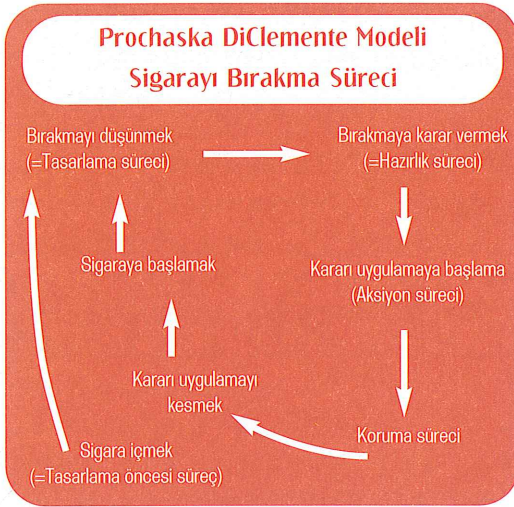 Prochaska DiClemente Modeli
Sigarayı Bırakma Süreci
Bırakmayı düşünmek
(=Tasarlama süreci)
Bırakmaya karar vermek
(=Hazırlık süreci)
Sigaraya başlamak
Kararı uygulamaya başlama
(Aksiyon süreci)
Kararı uygulamayı
kesmek
Koruma süreci
Sigara içmek
(=Tasarlama öncesi süreç)